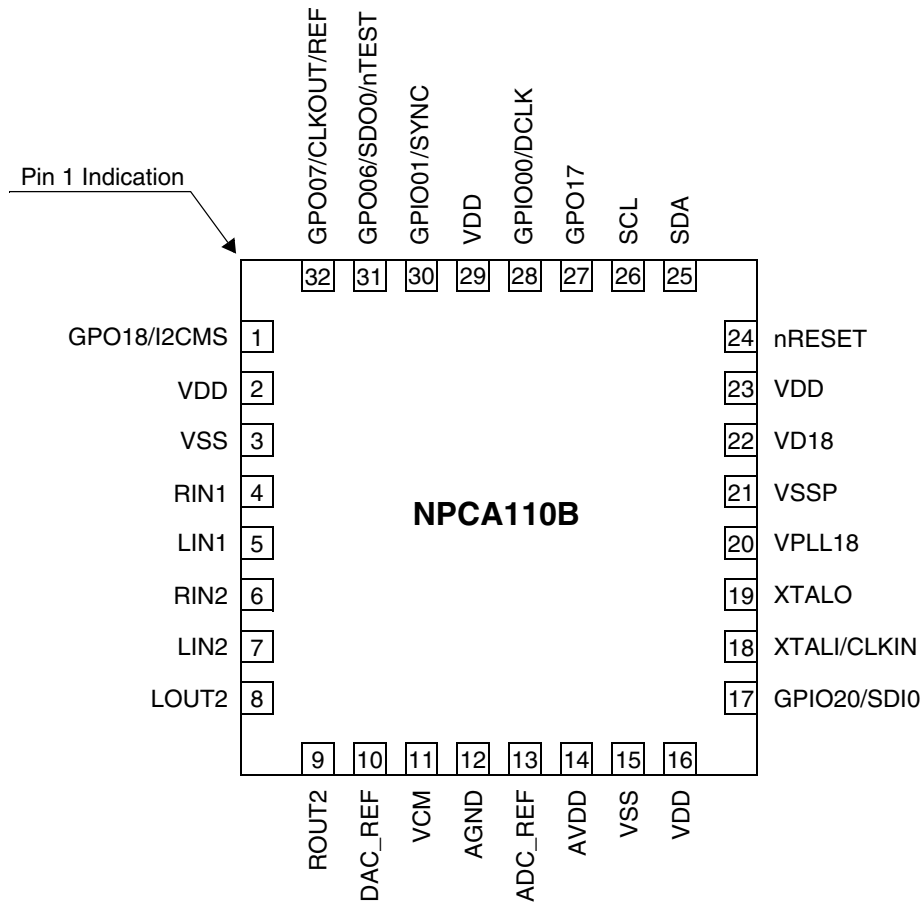 GPO07/CLKOUT/REF
GPO06/SDO0/nTEST
GPIO01/SYNC
VDD
GPIO00/DCLK
GPO17
SCL
SDA
Pin 1 Indication
32 31 30 29 28 27 26 25
GPO18/I2CMS 1
VDD 2
VSS 3
RIN1 4
LIN1 5
RIN2 6
LIN2 7
LOUT2 8
NPCA110B
24 nRESET
23 VDD
22 VD18
21 VSSP
20 VPLL18
19 XTALO
18 XTALI/CLKIN
17 GPIO20/SDI0
9 10 11 12 13 14 15 16
ROUT2
DAC_REF
VCM
AGND
ADC_REF
AVDD
VSS
VDD